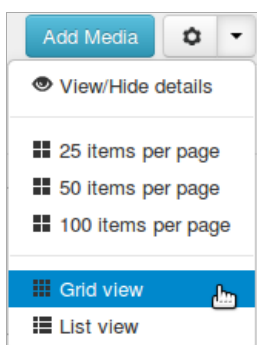 Add Media
View/Hide details
25 items per page
50 items per page
100 items per page
Grid view
List view